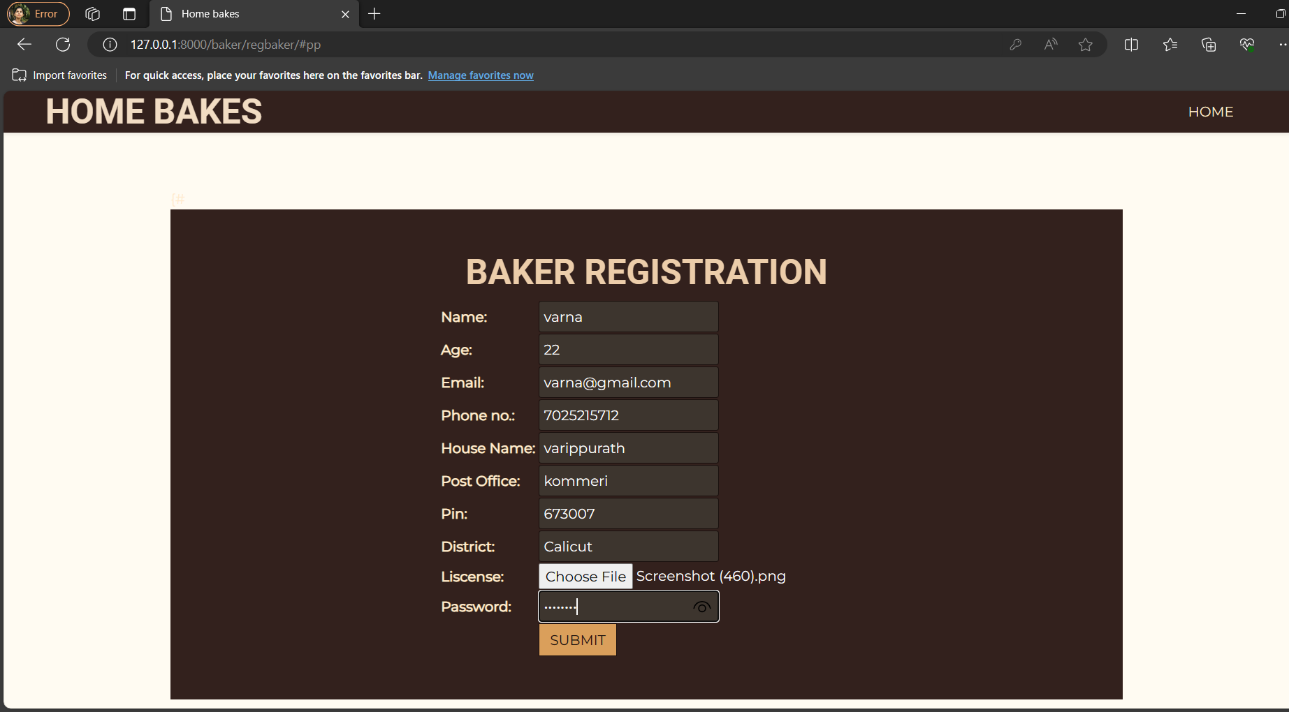 Error
Home bakes
127.0.0.1:8000/baker/regbaker/#pp
Import favorites
For quick access, place your favorites here on the favorites bar. Manage favorites now
HOME BAKES
HOME
BAKER REGISTRATION
Name: varna
Age: 22
Email: varna@gmail.com
Phone no.: 7025215712
House Name: varippurath
Post Office: kommeri
Pin: 673007
District: Calicut
Liscense: Choose File Screenshot (460).png
Password: ········
SUBMIT